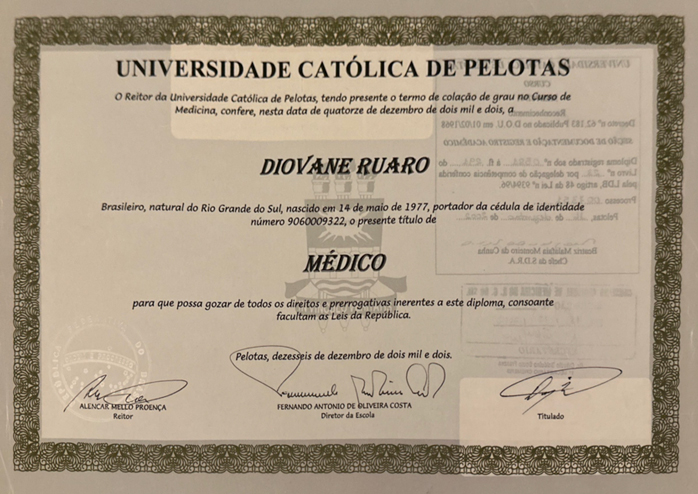 UNIVERSIDADE CATÓLICA DE PELOTAS
O Reitor da Universidade Católica de Pelotas, tendo presente o termo de colação de grau no Curso de
Medicina, confere, nesta data de quatorze de dezembro de dois mil e dois, a
DIOVANE RUARO
Brasileiro, natural do Rio Grande do Sul, nascido em 14 de maio de 1977, portador da cédula de identidade
número 9060009322, o presente título de
MÉDICO
para que possa gozar de todos os direitos e prerrogativas inerentes a este diploma, consoante
facultam as Leis da República.
Pelotas, dezesseis de dezembro de dois mil e dois.
ALENCAR MELLO PROENÇA
Reitor
FERNANDO ANTONIO DE OLIVEIRA COSTA
Diretor da Escola
Titulado